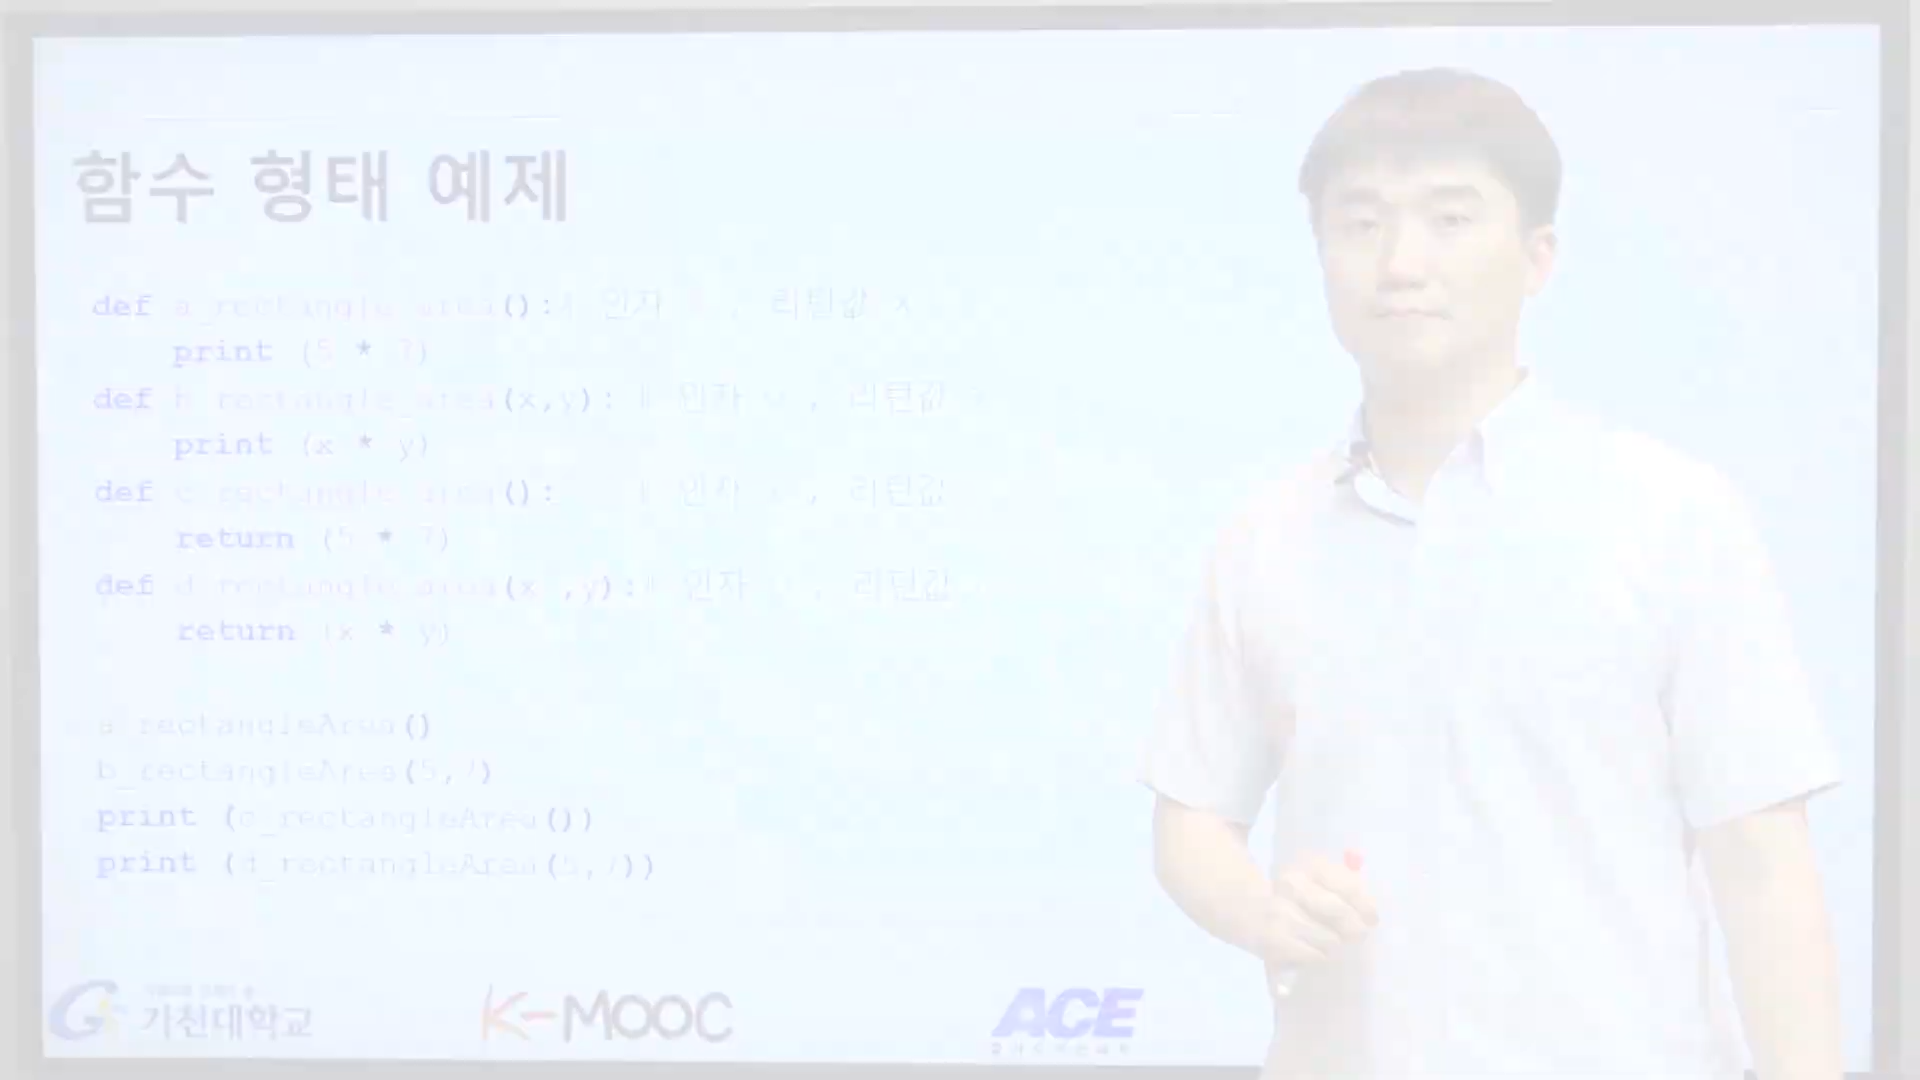 함수 형태 예제
def a_rectangle_area():# 인자 x , 리턴값 x
print (5 * 7)
def b_rectangle_area(x,y): # 인자 o , 리턴값
print (x * y)
def c_rectangle_area(): # 인자 , 리턴값
return (5 * 7)
def d_rectangle_area(x ,y):# 인자 o , 리턴값
return (x * y)
a_rectangleArea()
b_rectangleArea(5,7)
print (c_rectangleArea())
print (d_rectangleArea(5,7))
가천대학교
K-MOOC
ACE